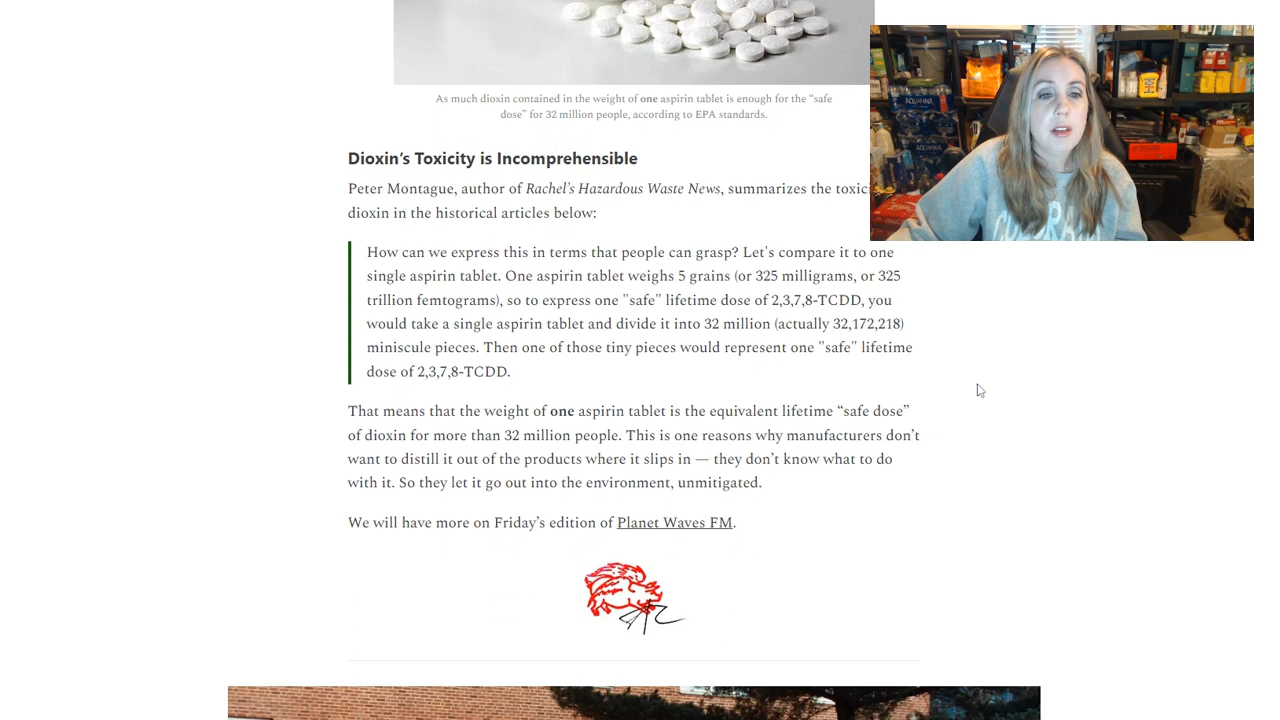 As much dioxin contained in the weight of one aspirin tablet is enough for the “safe
dose” for 32 million people, according to EPA standards.
Dioxin’s Toxicity is Incomprehensible
Peter Montague, author of Rachel’s Hazardous Waste News, summarizes the
dioxin in the historical articles below:
How can we express this in terms that people can grasp? Let's compare it to one
single aspirin tablet. One aspirin tablet weighs 5 grains (or 325 milligrams, or 325
trillion femtograms), so to express one "safe" lifetime dose of 2,3,7,8-TCDD, you
would take a single aspirin tablet and divide it into 32 million (actually 32,172,218)
miniscule pieces. Then one of those tiny pieces would represent one "safe" lifetime
dose of 2,3,7,8-TCDD.
That means that the weight of one aspirin tablet is the equivalent lifetime “safe dose”
of dioxin for more than 32 million people. This is one reasons why manufacturers don’t
want to distill it out of the products where it slips in — they don’t know what to do
with it. So they let it go out into the environment, unmitigated.
We will have more on Friday’s edition of Planet Waves FM.
AQUAFINA
AQUAFINA